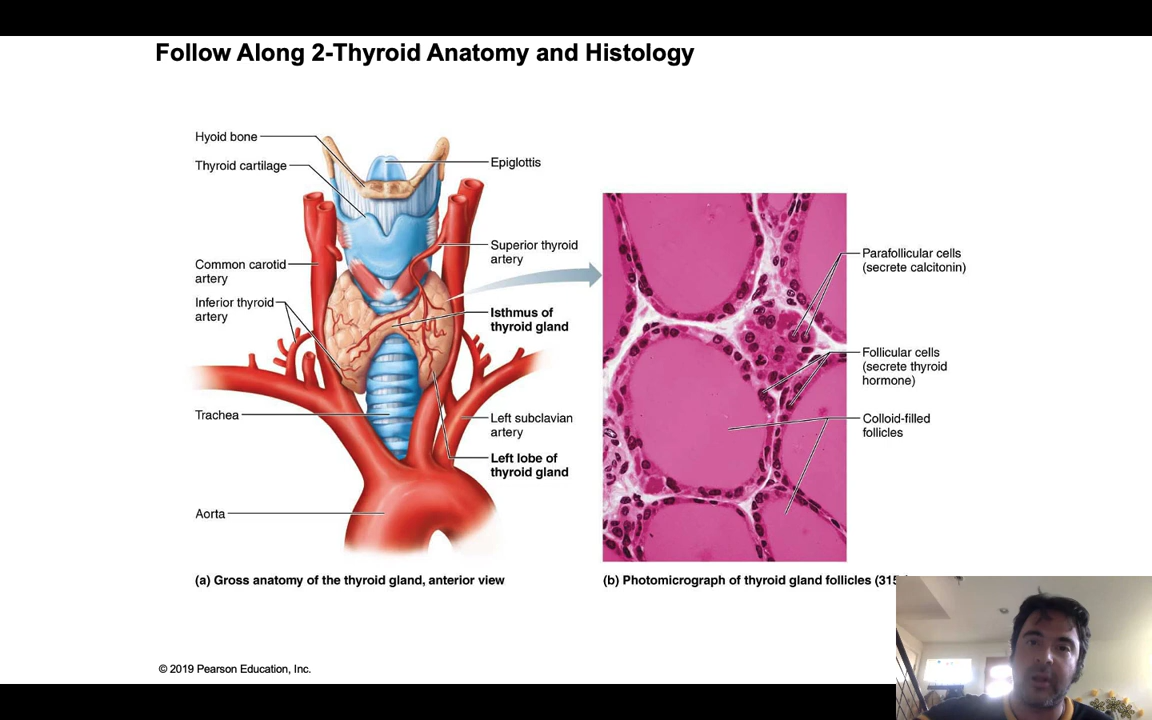 Follow Along 2-Thyroid Anatomy and Histology
Hyoid bone
Thyroid cartilage
Epiglottis
Superior thyroid
artery
Common carotid
artery
Inferior thyroid
artery
Isthmus of
thyroid gland
Trachea
Left subclavian
artery
Left lobe of
thyroid gland
Aorta
(a) Gross anatomy of the thyroid gland, anterior view
Parafollicular cells
(secrete calcitonin)
Follicular cells
(secrete thyroid
hormone)
Colloid-filled
follicles
(b) Photomicrograph of thyroid gland follicles (315
© 2019 Pearson Education, Inc.